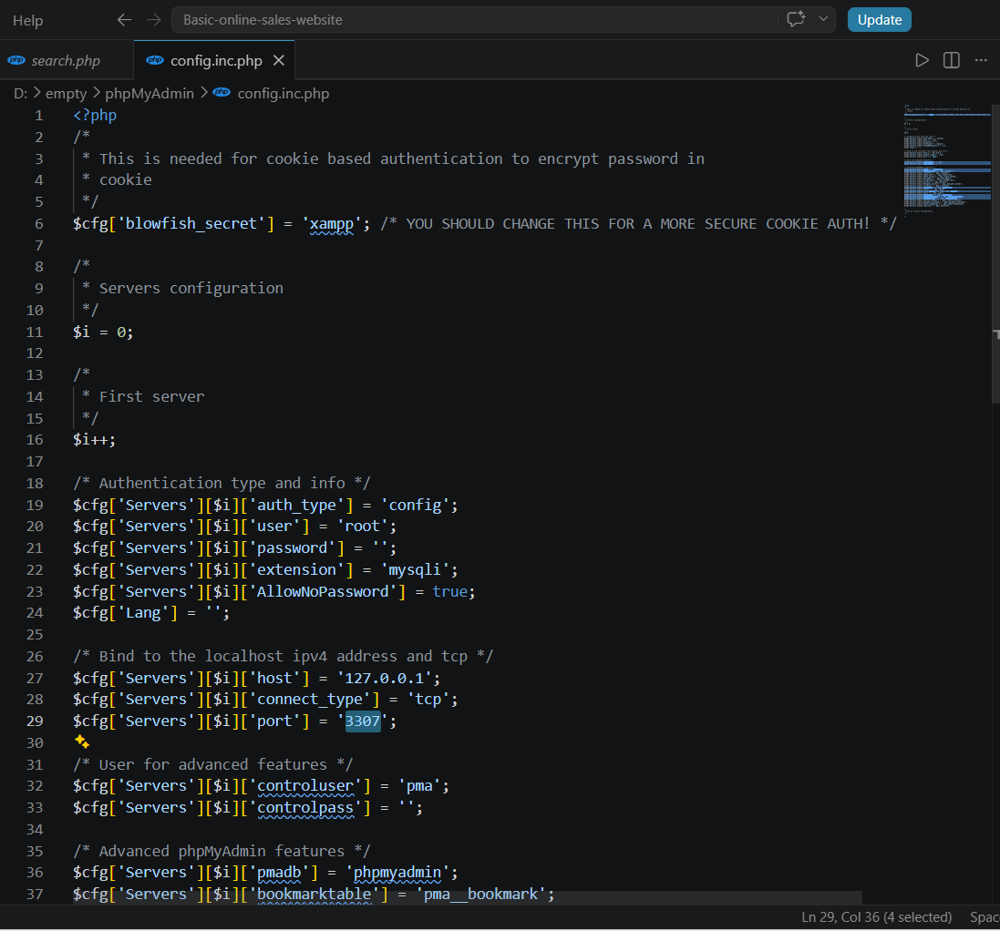 Help
Basic-online-sales-website
Update
search.php
config.inc.php
D: > empty > phpMyAdmin > config.inc.php
1 <?php
2 /*
3 * This is needed for cookie based authentication to encrypt password in
4 * cookie
5 */
6 $cfg['blowfish_secret'] = 'xampp'; /* YOU SHOULD CHANGE THIS FOR A MORE SECURE COOKIE AUTH! */
7
8 /*
9 * Servers configuration
10 */
11 $i = 0;
12
13 /*
14 * First server
15 */
16 $i++;
17
18 /* Authentication type and info */
19 $cfg['Servers'][$i]['auth_type'] = 'config';
20 $cfg['Servers'][$i]['user'] = 'root';
21 $cfg['Servers'][$i]['password'] = '';
22 $cfg['Servers'][$i]['extension'] = 'mysqli';
23 $cfg['Servers'][$i]['AllowNoPassword'] = true;
24 $cfg['Lang'] = '';
25
26 /* Bind to the localhost ipv4 address and tcp */
27 $cfg['Servers'][$i]['host'] = '127.0.0.1';
28 $cfg['Servers'][$i]['connect_type'] = 'tcp';
29 $cfg['Servers'][$i]['port'] = '3307';
30
31 /* User for advanced features */
32 $cfg['Servers'][$i]['controluser'] = 'pma';
33 $cfg['Servers'][$i]['controlpass'] = '';
34
35 /* Advanced phpMyAdmin features */
36 $cfg['Servers'][$i]['pmadb'] = 'phpmyadmin';
37 $cfg['Servers'][$i]['bookmarktable'] = 'pma__bookmark';
Ln 29, Col 36 (4 selected)
Spac